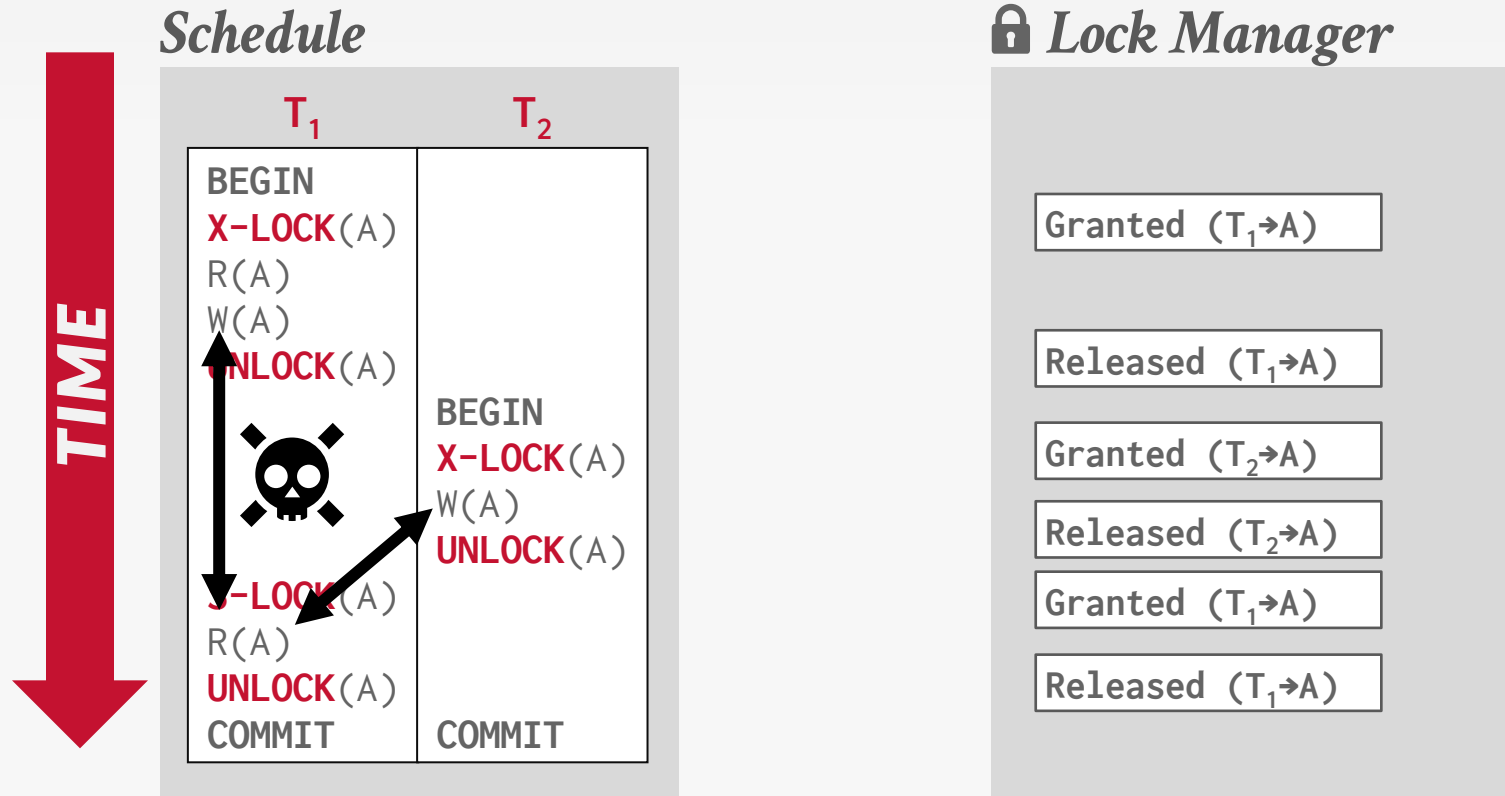 Schedule
Lock Manager
TIME
T1
T2
BEGIN
X-LOCK(A)
R(A)
W(A)
UNLOCK(A)
BEGIN
X-LOCK(A)
W(A)
UNLOCK(A)
S-LOCK(A)
R(A)
UNLOCK(A)
COMMIT
COMMIT
Granted (T1→A)
Released (T1→A)
Granted (T2→A)
Released (T2→A)
Granted (T1→A)
Released (T1→A)